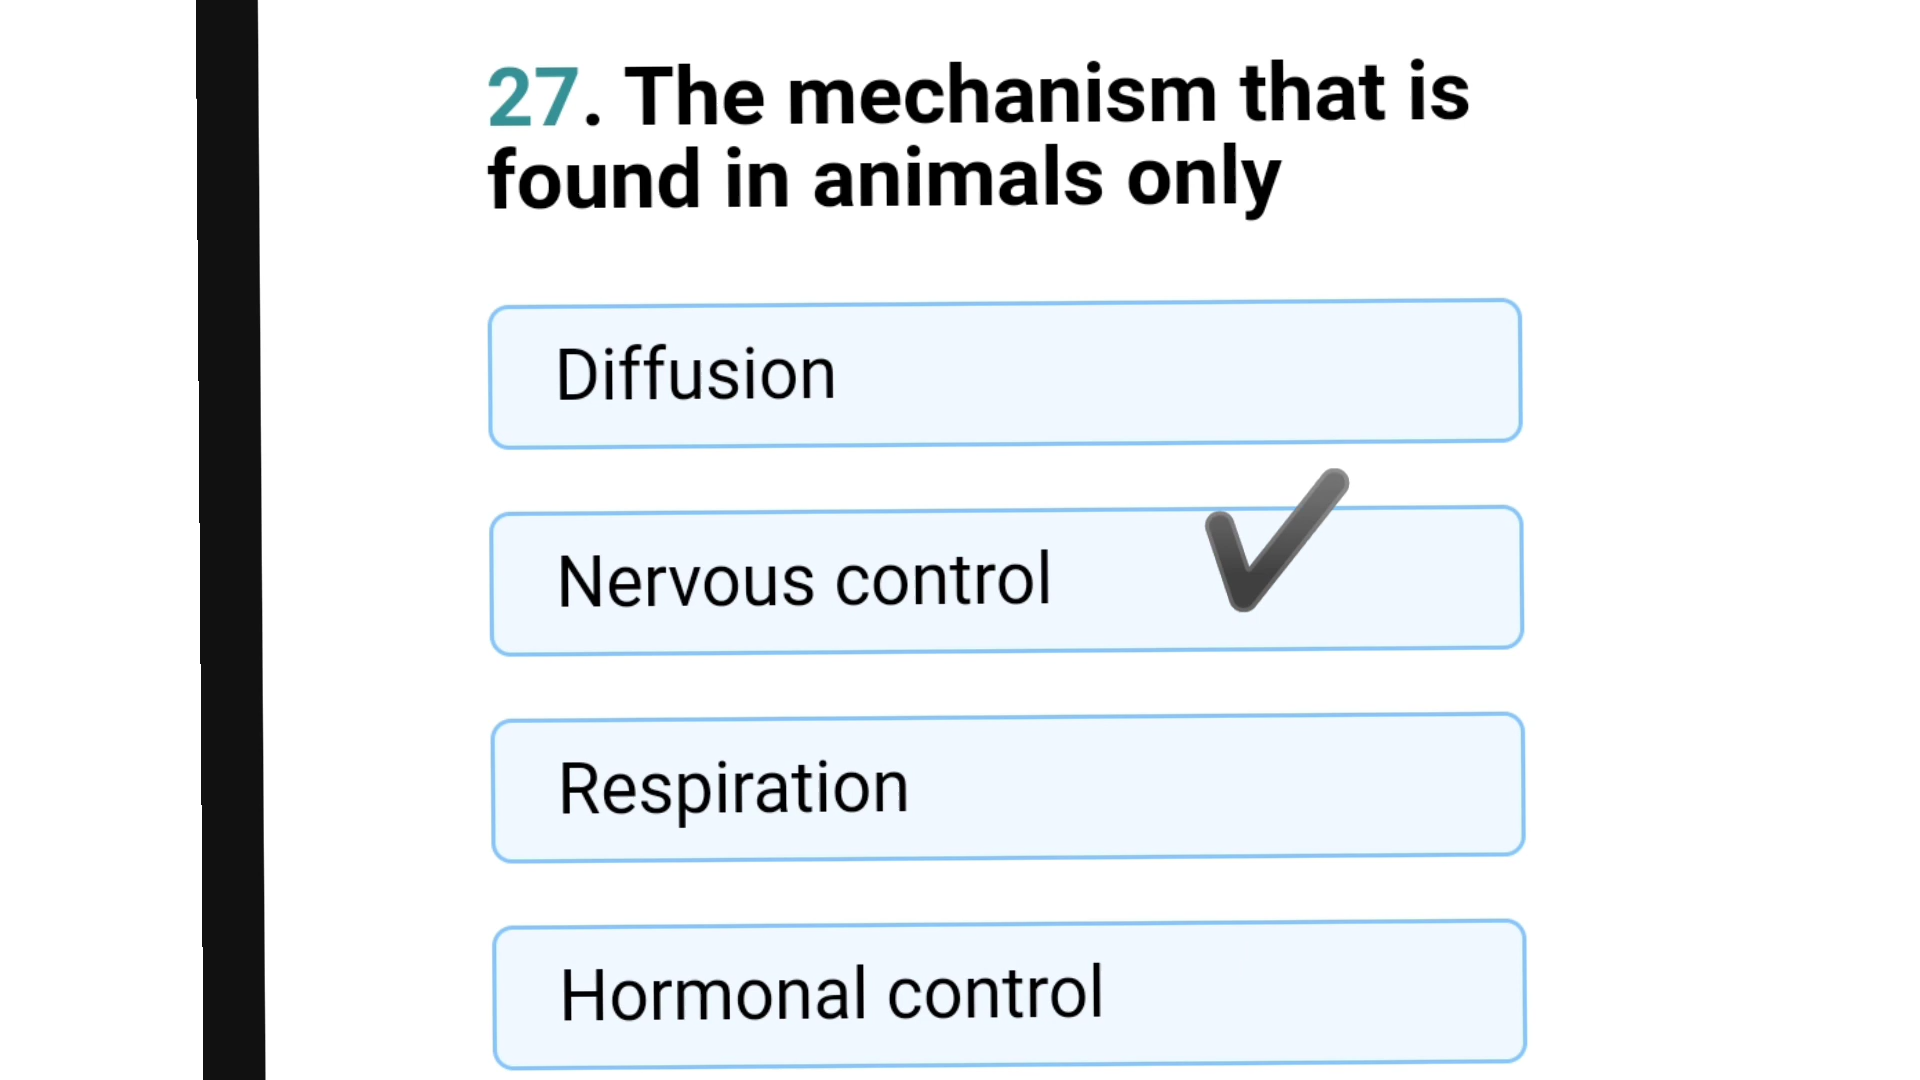 27. The mechanism that is
found in animals only
Diffusion
Nervous control
Respiration
Hormonal control